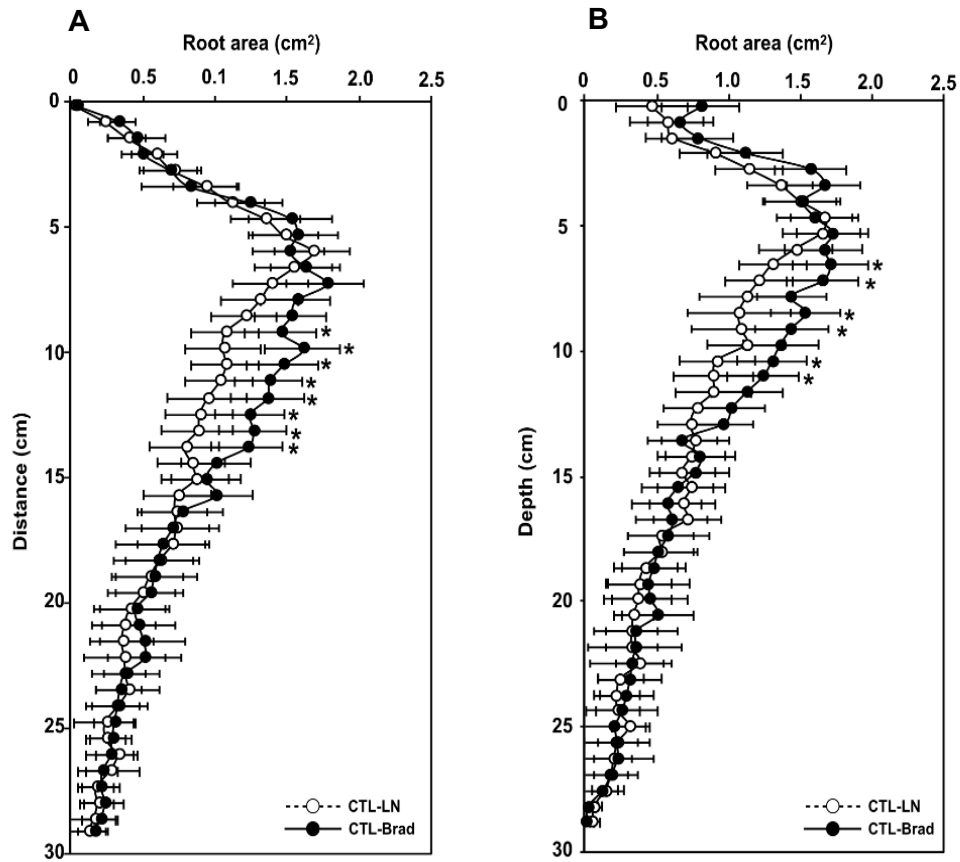 A
Root area (cm²)
0 0.5 0.1 1.5 2.0 2.5
0
5
10
15
20
25
30
Distance (cm)
*
*
*
*
*
*
*
*
CTL-LN
CTL-Brad
B
Root area (cm²)
0 0.5 1.0 1.5 2.0 2.5
0
5
10
15
20
25
30
Depth (cm)
*
*
*
*
*
*
CTL-LN
CTL-Brad